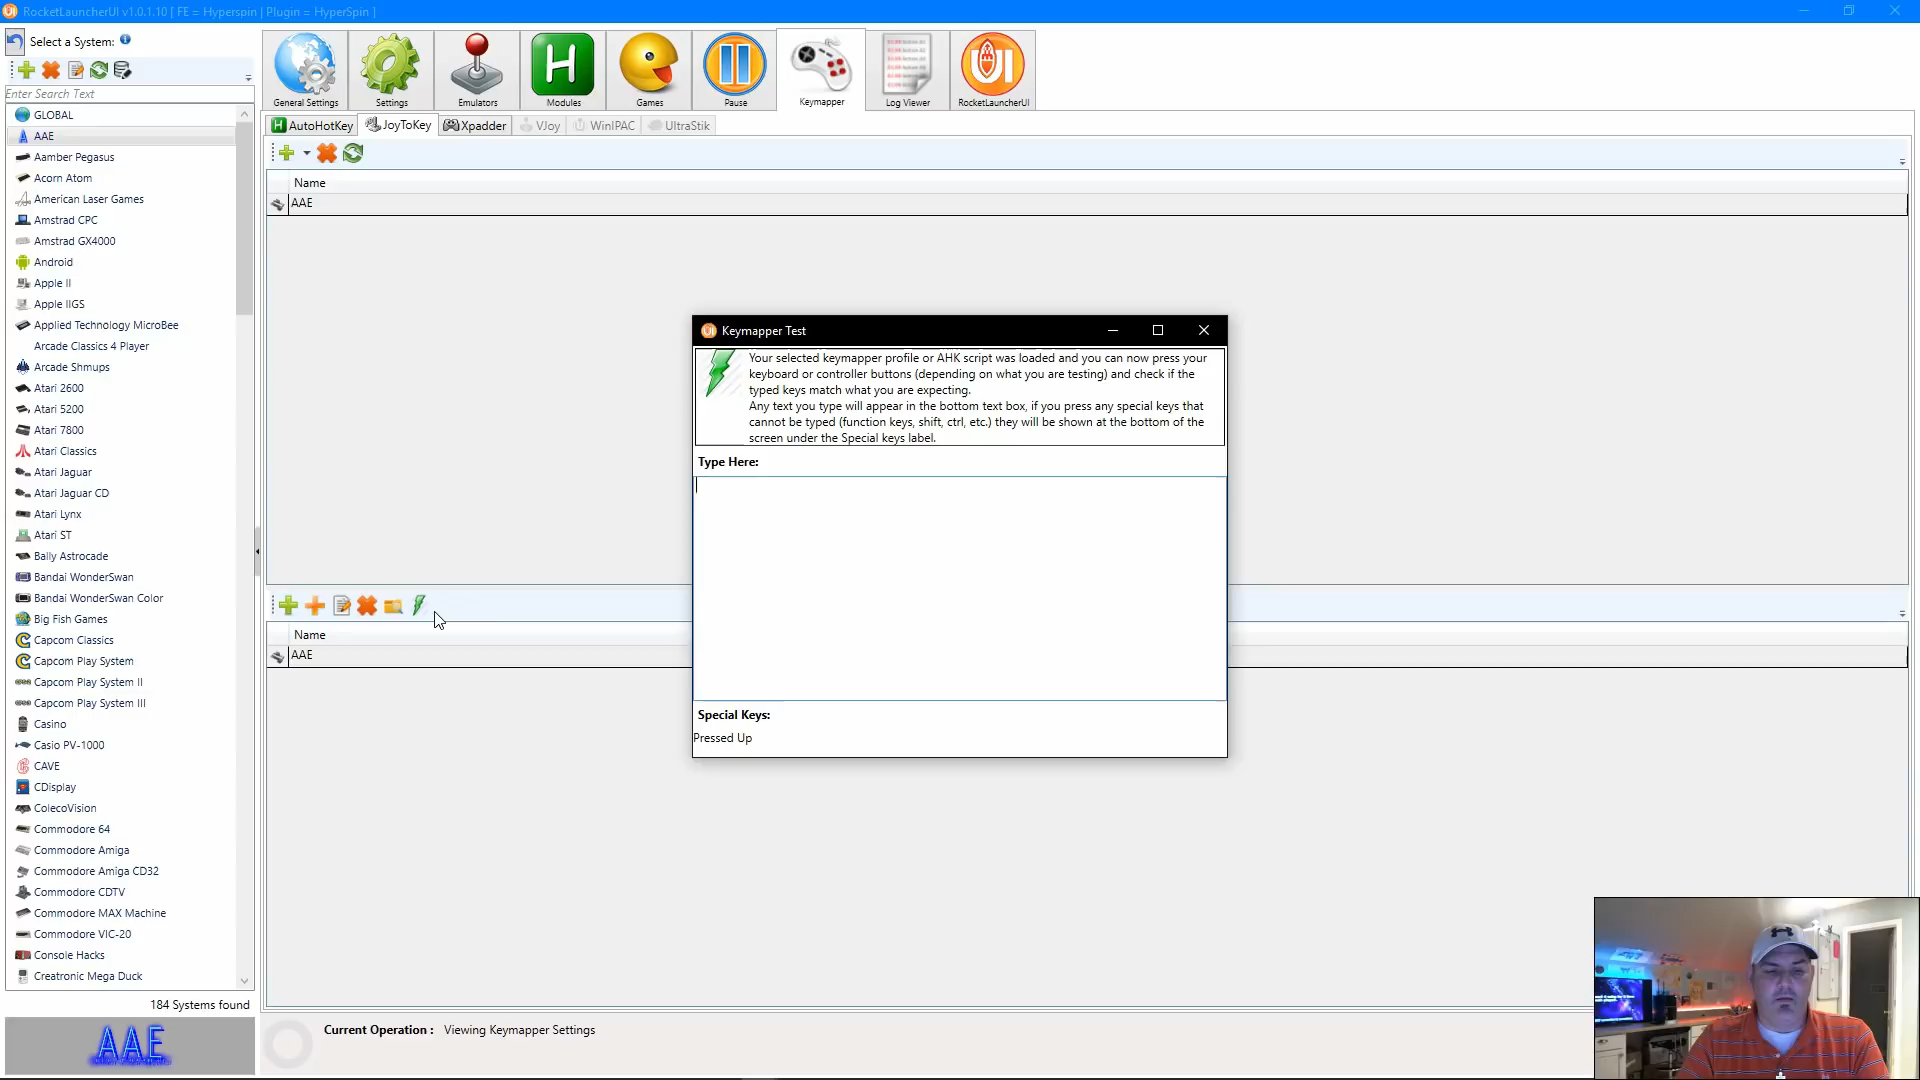 RocketLauncherUI v1.0.1.10 [ FE = Hyperspin | Plugin = HyperSpin ]
Select a System:
Enter Search Text
GLOBAL
AAE
Aamber Pegasus
Acorn Atom
American Laser Games
Amstrad CPC
Amstrad GX4000
Android
Apple II
Apple IIGS
Applied Technology MicroBee
Arcade Classics 4 Player
Arcade Shmups
Atari 2600
Atari 5200
Atari 7800
Atari Classics
Atari Jaguar
Atari Jaguar CD
Atari Lynx
Atari ST
Bally Astrocade
Bandai WonderSwan
Bandai WonderSwan Color
Big Fish Games
Capcom Classics
Capcom Play System
Capcom Play System II
Capcom Play System III
Casino
Casio PV-1000
CAVE
CDisplay
ColecoVision
Commodore 64
Commodore Amiga
Commodore Amiga CD32
Commodore CDTV
Commodore MAX Machine
Commodore VIC-20
Console Hacks
Creatronic Mega Duck
184 Systems found
AAE
General Settings
Settings
Emulators
Modules
Games
Pause
Keymapper
Log Viewer
RocketLauncherUI
AutoHotKey
JoyToKey
Xpadder
VJoy
WinIPAC
UltraStik
Name
AAE
Keymapper Test
Your selected keymapper profile or AHK script was loaded and you can now press your
keyboard or controller buttons (depending on what you are testing) and check if the
typed keys match what you are expecting.
Any text you type will appear in the bottom text box, if you press any special keys that
cannot be typed (function keys, shift, ctrl, etc.) they will be shown at the bottom of the
screen under the Special keys label.
Type Here:
Special Keys:
Pressed Up
Name
AAE
Current Operation : Viewing Keymapper Settings